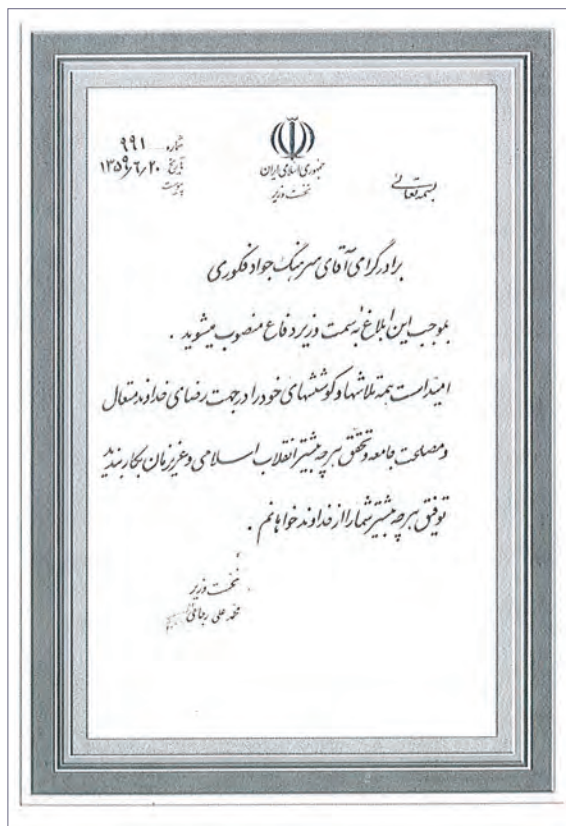 شماره ۹۹۱
تاریخ ۱۳۵۹/۶/۲۰
پیوست
جمهوری اسلامی ایران
نخست وزیر
بسمه تعالی
برادر گرامی آقای سرهنگ جواد فکوری
بموجب این ابلاغ به سمت وزیر دفاع منصوب میشوید .
امید است همه تلاشها و کوششهای خود را در جهت رضای خداوند متعال
و مصلحت جامعه و تحقق هر چه بیشتر انقلاب اسلامی عزیزمان بکار بندید
توفیق هر چه بیشتر شما را از خداوند خواهانم .
نخست وزیر
محمد علی رجائی